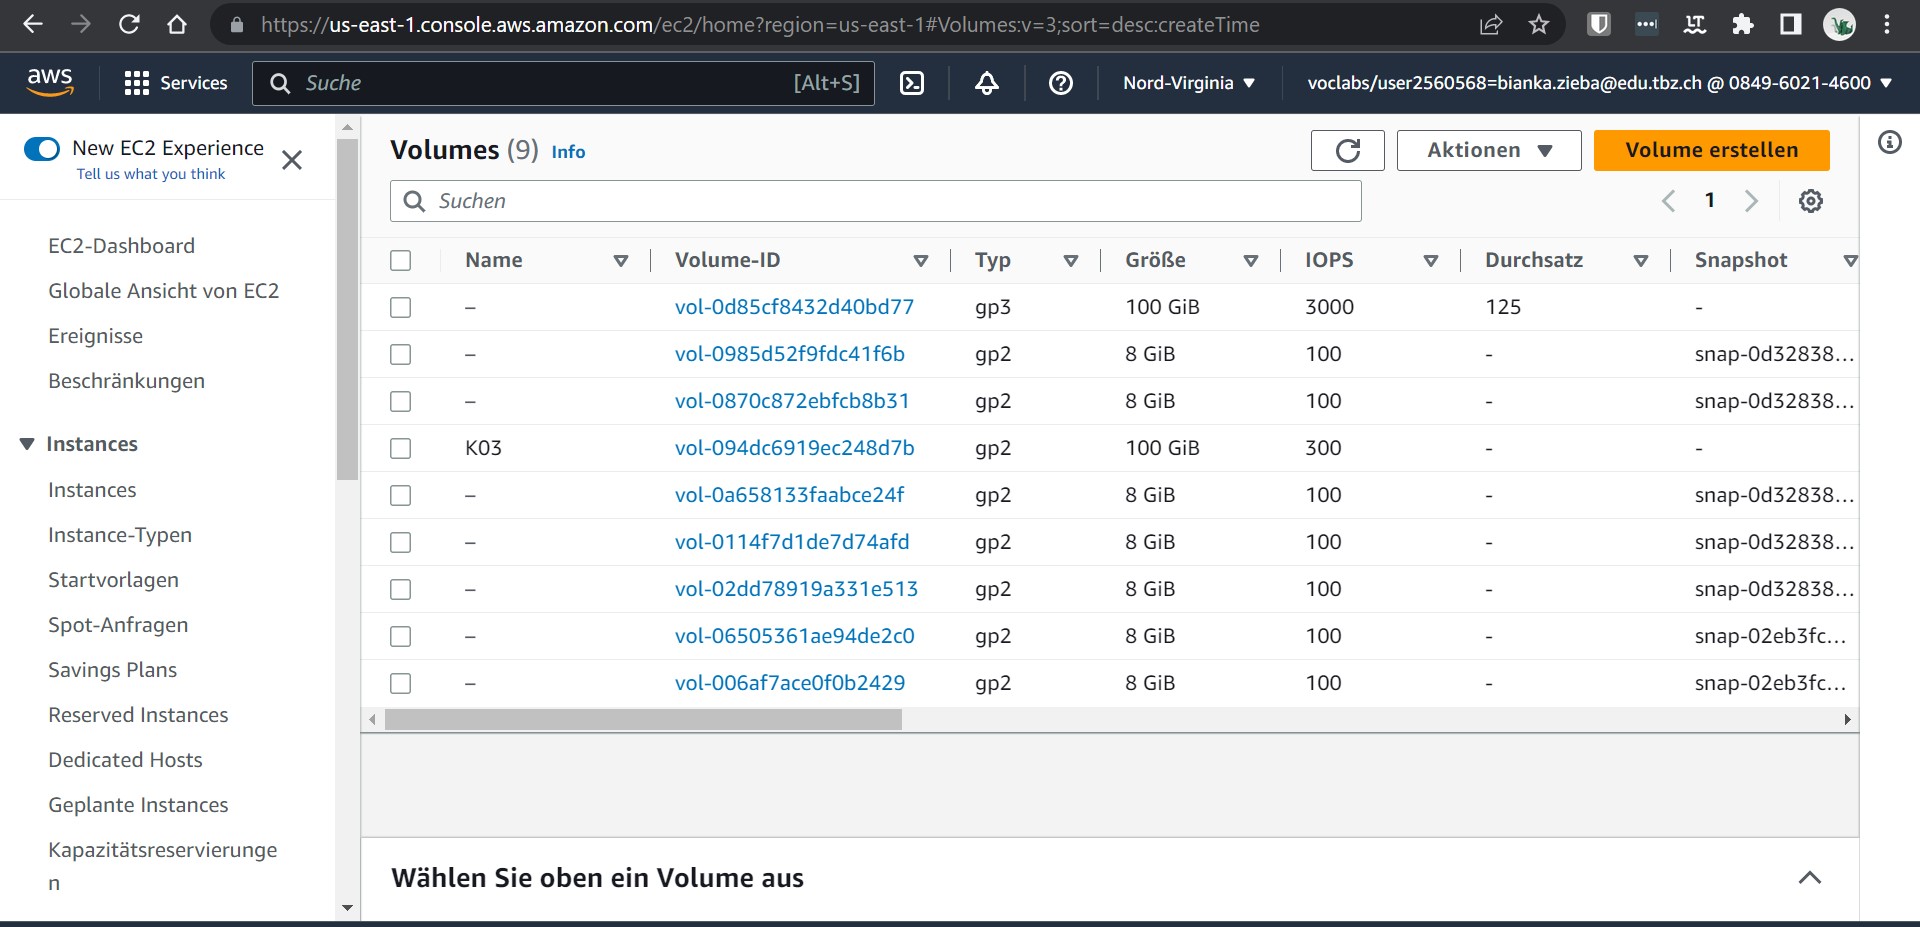 https://us-east-1.console.aws.amazon.com/ec2/home?region=us-east-1#Volumes:v=3;sort=desc:createTime
aws Services Suche [Alt+S] Nord-Virginia voclabs/user2560568=bianka.zieba@edu.tbz.ch @ 0849-6021-4600
New EC2 Experience
Tell us what you think
EC2-Dashboard
Globale Ansicht von EC2
Ereignisse
Beschränkungen
Instances
Instances
Instance-Typen
Startvorlagen
Spot-Anfragen
Savings Plans
Reserved Instances
Dedicated Hosts
Geplante Instances
Kapazitätsreservierunge
n
Volumes (9) Info Aktionen Volume erstellen
Suchen 1
Name Volume-ID Typ Größe IOPS Durchsatz Snapshot
– vol-0d85cf8432d40bd77 gp3 100 GiB 3000 125 -
– vol-0985d52f9fdc41f6b gp2 8 GiB 100 - snap-0d32838...
– vol-0870c872ebfcb8b31 gp2 8 GiB 100 - snap-0d32838...
K03 vol-094dc6919ec248d7b gp2 100 GiB 300 - -
– vol-0a658133faabce24f gp2 8 GiB 100 - snap-0d32838...
– vol-0114f7d1de7d74afd gp2 8 GiB 100 - snap-0d32838...
– vol-02dd78919a331e513 gp2 8 GiB 100 - snap-0d32838...
– vol-06505361ae94de2c0 gp2 8 GiB 100 - snap-02eb3fc...
– vol-006af7ace0f0b2429 gp2 8 GiB 100 - snap-02eb3fc...
Wählen Sie oben ein Volume aus